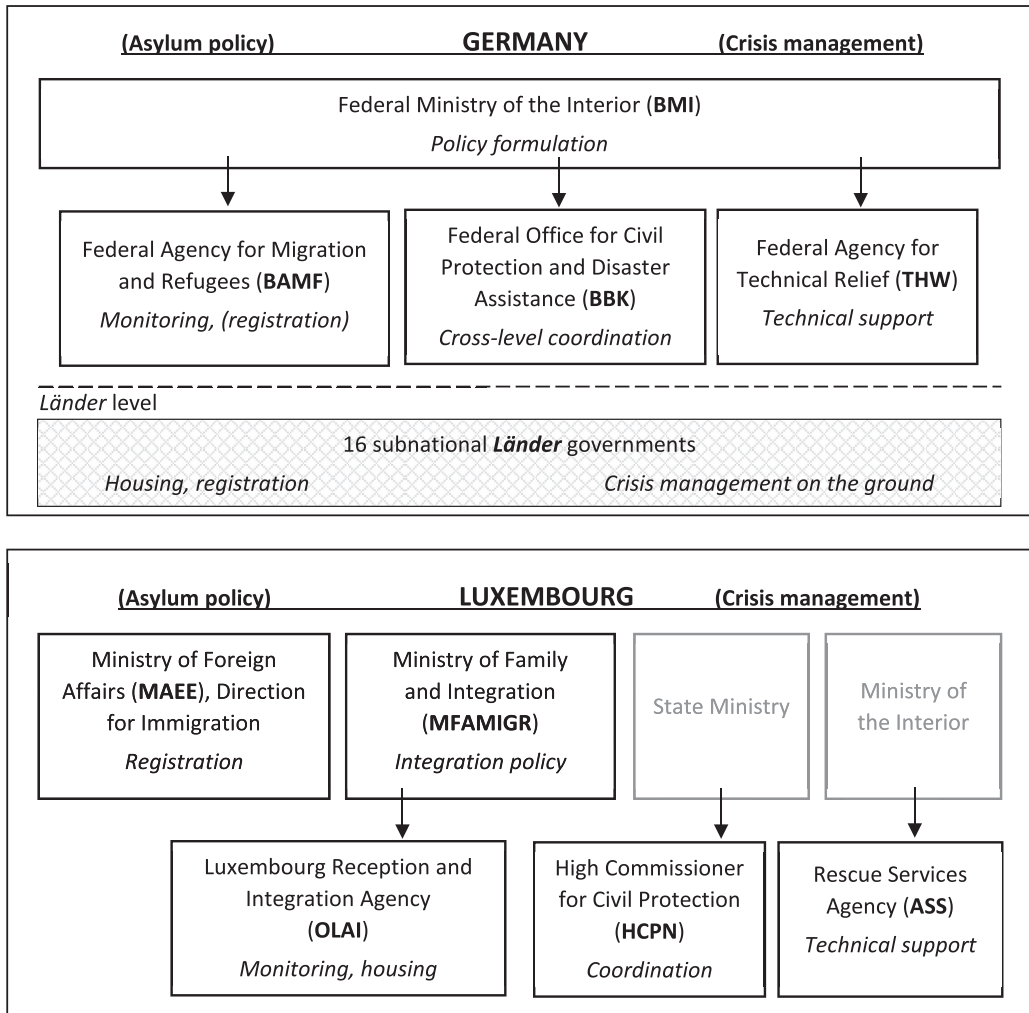 (Asylum policy) GERMANY (Crisis management)
Federal Ministry of the Interior (BMI)
Policy formulation
Federal Agency for Migration
and Refugees (BAMF)
Monitoring, (registration)
Federal Office for Civil
Protection and Disaster
Assistance (BBK)
Cross-level coordination
Federal Agency for
Technical Relief (THW)
Technical support
Länder level
16 subnational Länder governments
Housing, registration Crisis management on the ground
(Asylum policy) LUXEMBOURG (Crisis management)
Ministry of Foreign
Affairs (MAEE), Direction
for Immigration
Registration
Ministry of Family
and Integration
(MFAMIGR)
Integration policy
State Ministry
Ministry of
the Interior
Luxembourg Reception and
Integration Agency
(OLAI)
Monitoring, housing
High Commissioner
for Civil Protection
(HCPN)
Coordination
Rescue Services
Agency (ASS)
Technical support